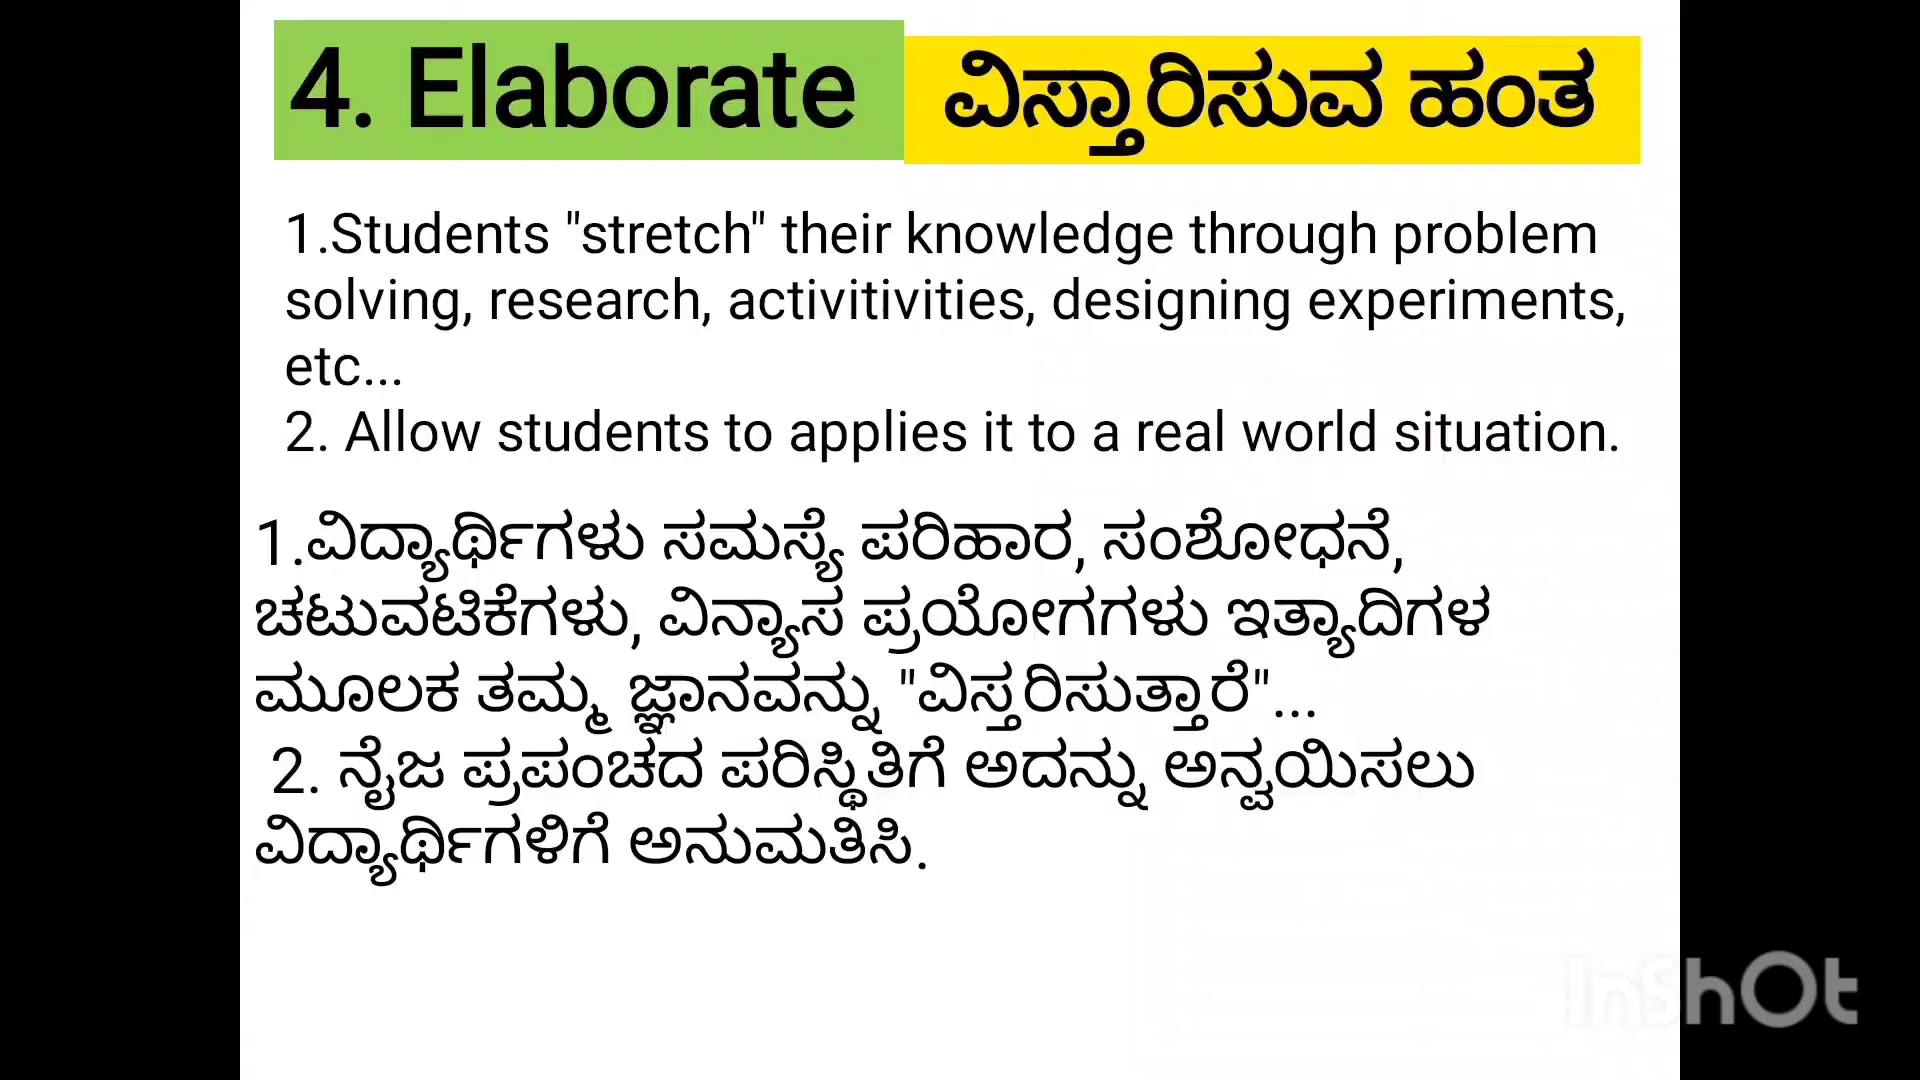 4. Elaborate ವಿಸ್ತಾರಿಸುವ ಹಂತ
1.Students "stretch" their knowledge through problem
solving, research, activitivities, designing experiments,
etc...
2. Allow students to applies it to a real world situation.
1.ವಿದ್ಯಾರ್ಥಿಗಳು ಸಮಸ್ಯೆ ಪರಿಹಾರ, ಸಂಶೋಧನೆ,
ಚಟುವಟಿಕೆಗಳು, ವಿನ್ಯಾಸ ಪ್ರಯೋಗಗಳು ಇತ್ಯಾದಿಗಳ
ಮೂಲಕ ತಮ್ಮ ಜ್ಞಾನವನ್ನು "ವಿಸ್ತರಿಸುತ್ತಾರೆ"...
2. ನೈಜ ಪ್ರಪಂಚದ ಪರಿಸ್ಥಿತಿಗೆ ಅದನ್ನು ಅನ್ವಯಿಸಲು
ವಿದ್ಯಾರ್ಥಿಗಳಿಗೆ ಅನುಮತಿಸಿ.
InShOt